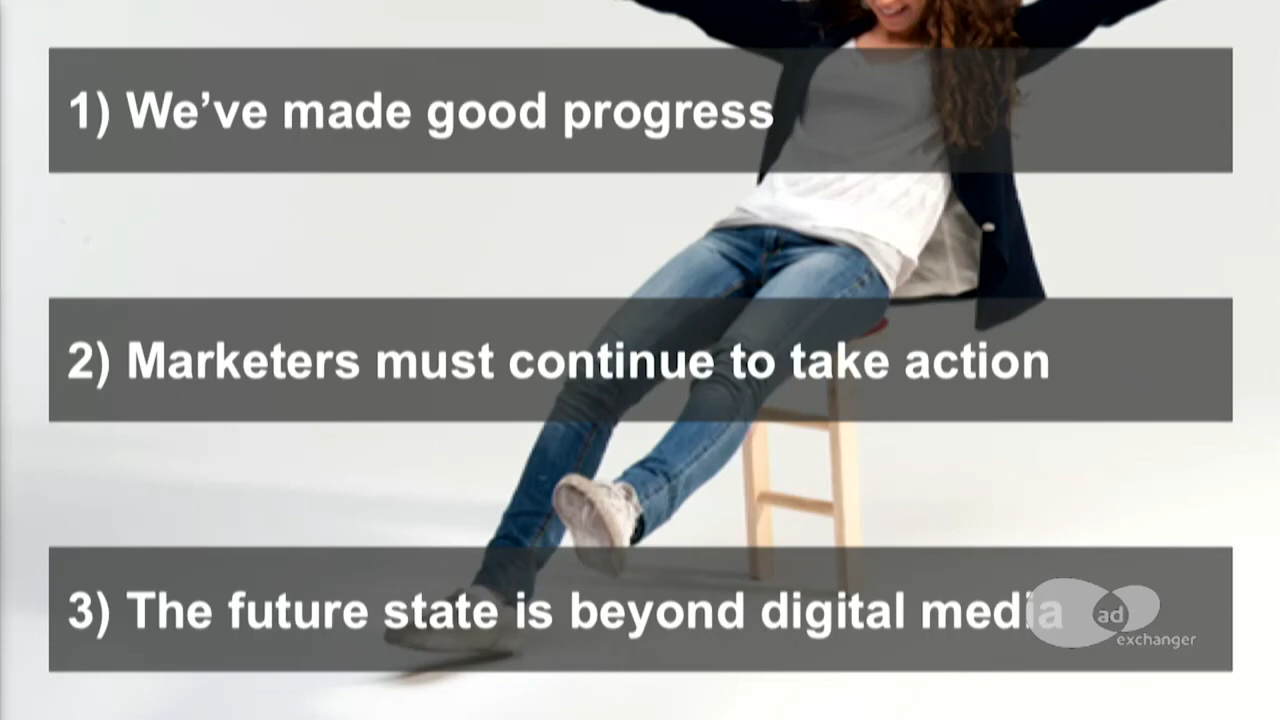 1) We’ve made good progress
2) Marketers must continue to take action
3) The future state is beyond digital media
ad
exchanger